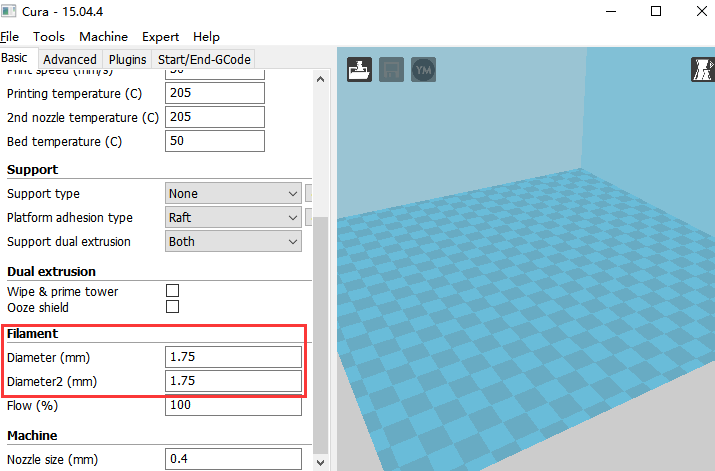 Cura - 15.04.4
File Tools Machine Expert Help
Basic Advanced Plugins Start/End-GCode
Print speed (mm/s) 50
Printing temperature (C) 205
2nd nozzle temperature (C) 205
Bed temperature (C) 50
Support
Support type None
Platform adhesion type Raft
Support dual extrusion Both
Dual extrusion
Wipe & prime tower
Ooze shield
Filament
Diameter (mm) 1.75
Diameter2 (mm) 1.75
Flow (%) 100
Machine
Nozzle size (mm) 0.4
YM